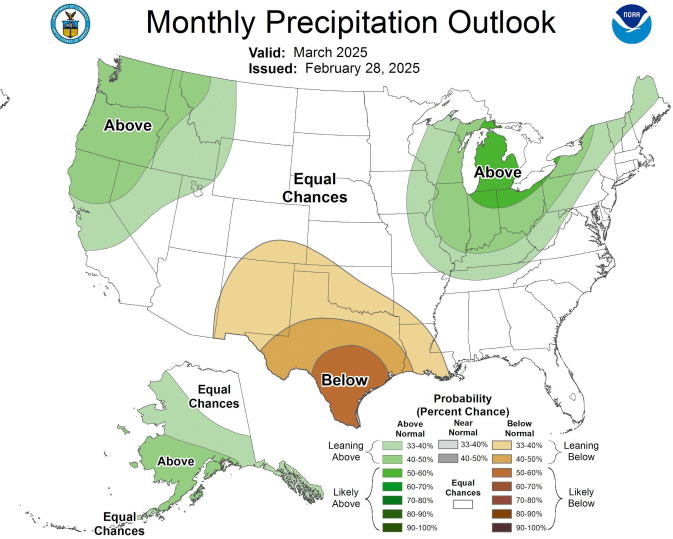 Monthly Precipitation Outlook
NOAA
Valid: March 2025
Issued: February 28, 2025
Above
Equal
Chances
Above
Below
Equal
Chances
Above
Equal
Chances
Probability
(Percent Chance)
Above
Normal
Near
Normal
Below
Normal
Leaning
Above
33-40%
40-50%
50-60%
60-70%
70-80%
80-90%
90-100%
Likely
Above
33-40%
40-50%
Equal
Chances
33-40%
40-50%
50-60%
60-70%
70-80%
80-90%
90-100%
Leaning
Below
Likely
Below